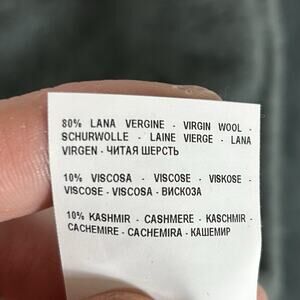 80% LANA VERGINE - VIRGIN WOOL -
SCHURWOLLE - LAINE VIERGE - LANA
VIRGEN - ЧИТАЯ ШЕРСТЬ
10% VISCOSA - VISCOSE - VISKOSE -
VISCOSE - VISCOSA - ВИСКОЗА
10% KASHMIR - CASHMERE - KASCHMIR -
CACHEMIRE - CACHEMIRA - КАШЕМИР